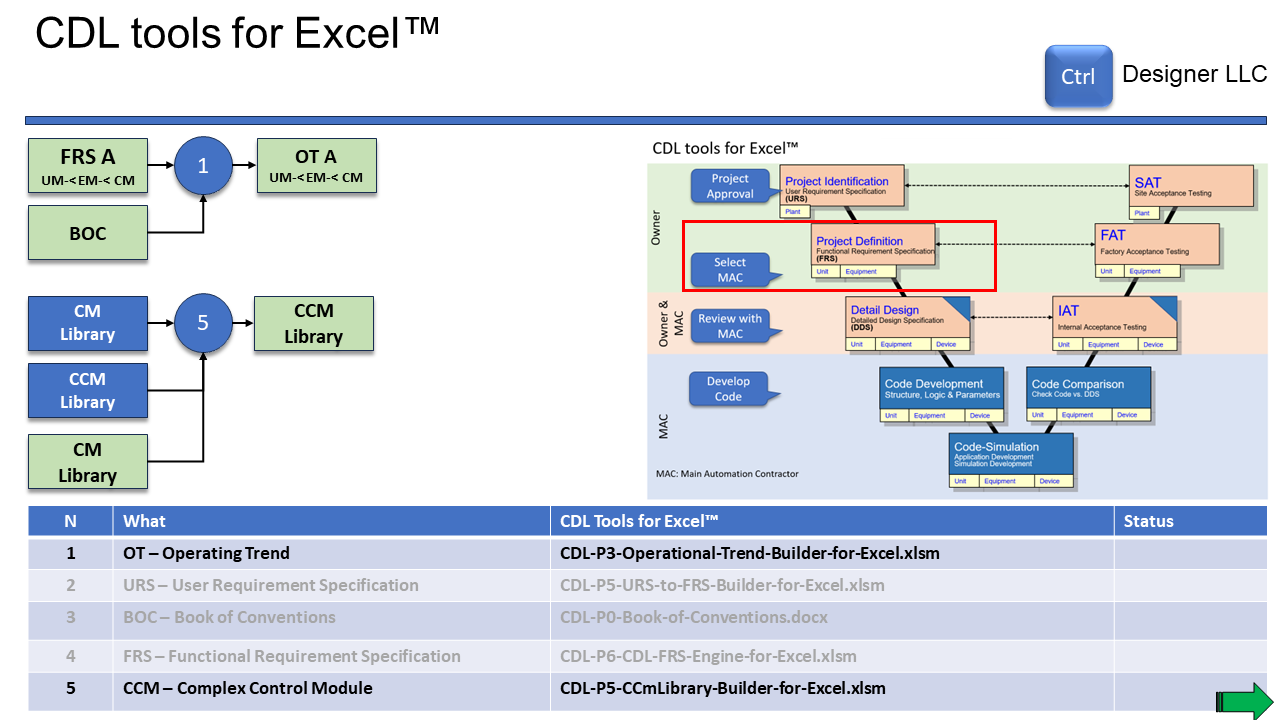 CDL tools for Excel™
Ctrl
Designer LLC
FRS A
UM-< EM-< CM
1
OT A
UM-< EM-< CM
BOC
CM
Library
5
CCM
Library
CCM
Library
CM
Library
CDL tools for Excel™
Owner
Project
Approval
Project Identification
User Requirement Specification
(URS)
Plant
SAT
Site Acceptance Testing
Plant
Select
MAC
Project Definition
Functional Requirement Specification
(FRS)
Unit Equipment
FAT
Factory Acceptance Testing
Unit Equipment
Owner &
MAC
Review with
MAC
Detail Design
Detailed Design Specification
(DDS)
Unit Equipment Device
IAT
Internal Acceptance Testing
Unit Equipment Device
MAC
Develop
Code
Code Development
Structure, Logic & Parameters
Unit Equipment Device
Code Comparison
Check Code vs. DDS
Unit Equipment Device
Code-Simulation
Application Development
Simulation Development
Unit Equipment Device
MAC: Main Automation Contractor
N What CDL Tools for Excel™ Status
1 OT – Operating Trend CDL-P3-Operational-Trend-Builder-for-Excel.xlsm
2 URS – User Requirement Specification CDL-P5-URS-to-FRS-Builder-for-Excel.xlsm
3 BOC – Book of Conventions CDL-P0-Book-of-Conventions.docx
4 FRS – Functional Requirement Specification CDL-P6-CDL-FRS-Engine-for-Excel.xlsm
5 CCM – Complex Control Module CDL-P5-CCmLibrary-Builder-for-Excel.xlsm